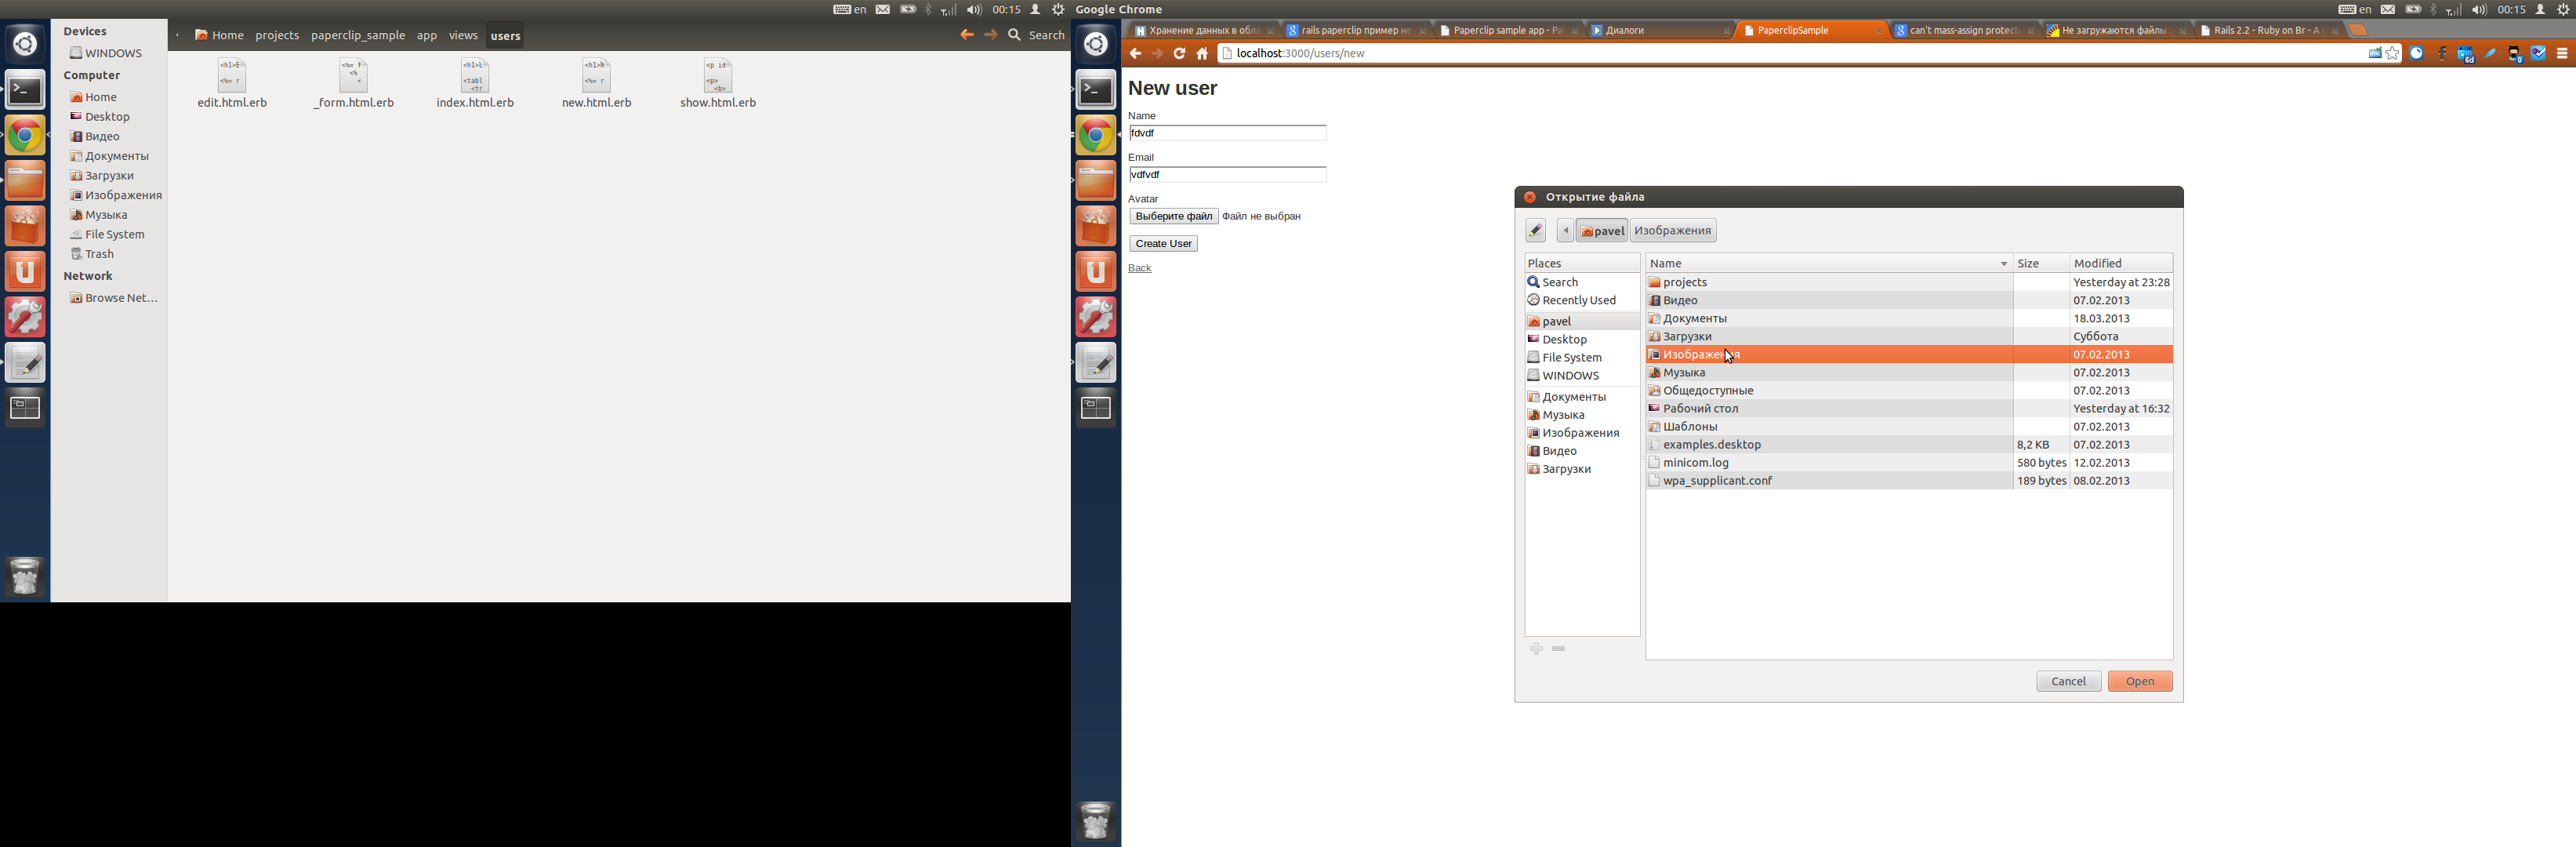 en 00:15
Google Chrome
en 00:15
Devices
WINDOWS
Computer
Home
Desktop
Видео
Документы
Загрузки
Изображения
Музыка
File System
Trash
Network
Browse Net...
Home projects paperclip_sample app views users Search
edit.html.erb _form.html.erb index.html.erb new.html.erb show.html.erb
Хранение данных в обла rails paperclip пример не Paperclip sample app - Диалоги PaperclipSample can't mass-assign protect Не загружаются файлы Rails 2.2 - Ruby on Br - A
localhost:3000/users/new
New user
Name
fdvdf
Email
vdfvdf
Avatar
Выберите файл Файл не выбран
Create User
Back
Открытие файла
pavel Изображения
Places
Search
Recently Used
pavel
Desktop
File System
WINDOWS
Документы
Музыка
Изображения
Видео
Загрузки
Name Size Modified
projects Yesterday at 23:28
Видео 07.02.2013
Документы 18.03.2013
Загрузки Суббота
Изображения 07.02.2013
Музыка 07.02.2013
Общедоступные 07.02.2013
Рабочий стол Yesterday at 16:32
Шаблоны 07.02.2013
examples.desktop 8,2 KB 07.02.2013
minicom.log 580 bytes 12.02.2013
wpa_supplicant.conf 189 bytes 08.02.2013
Cancel Open